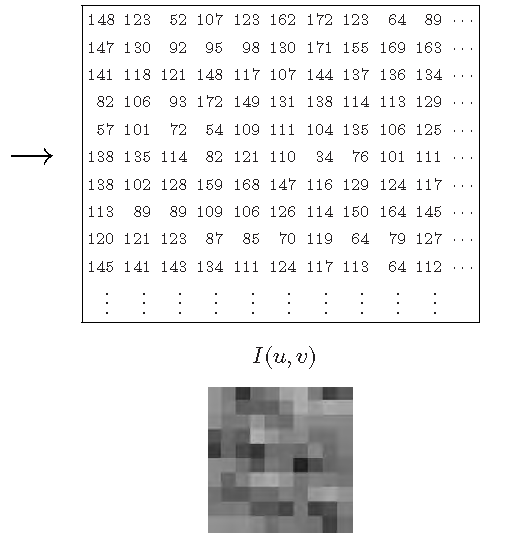 148 123 52 107 123 162 172 123 64 89 ⋯
147 130 92 95 98 130 171 155 169 163 ⋯
141 118 121 148 117 107 144 137 136 134 ⋯
82 106 93 172 149 131 138 114 113 129 ⋯
57 101 72 54 109 111 104 135 106 125 ⋯
138 135 114 82 121 110 34 76 101 111 ⋯
138 102 128 159 168 147 116 129 124 117 ⋯
113 89 89 109 106 126 114 150 164 145 ⋯
120 121 123 87 85 70 119 64 79 127 ⋯
145 141 143 134 111 124 117 113 64 112 ⋯
⋮ ⋮ ⋮ ⋮ ⋮ ⋮ ⋮ ⋮ ⋮ ⋮
I(u, v)